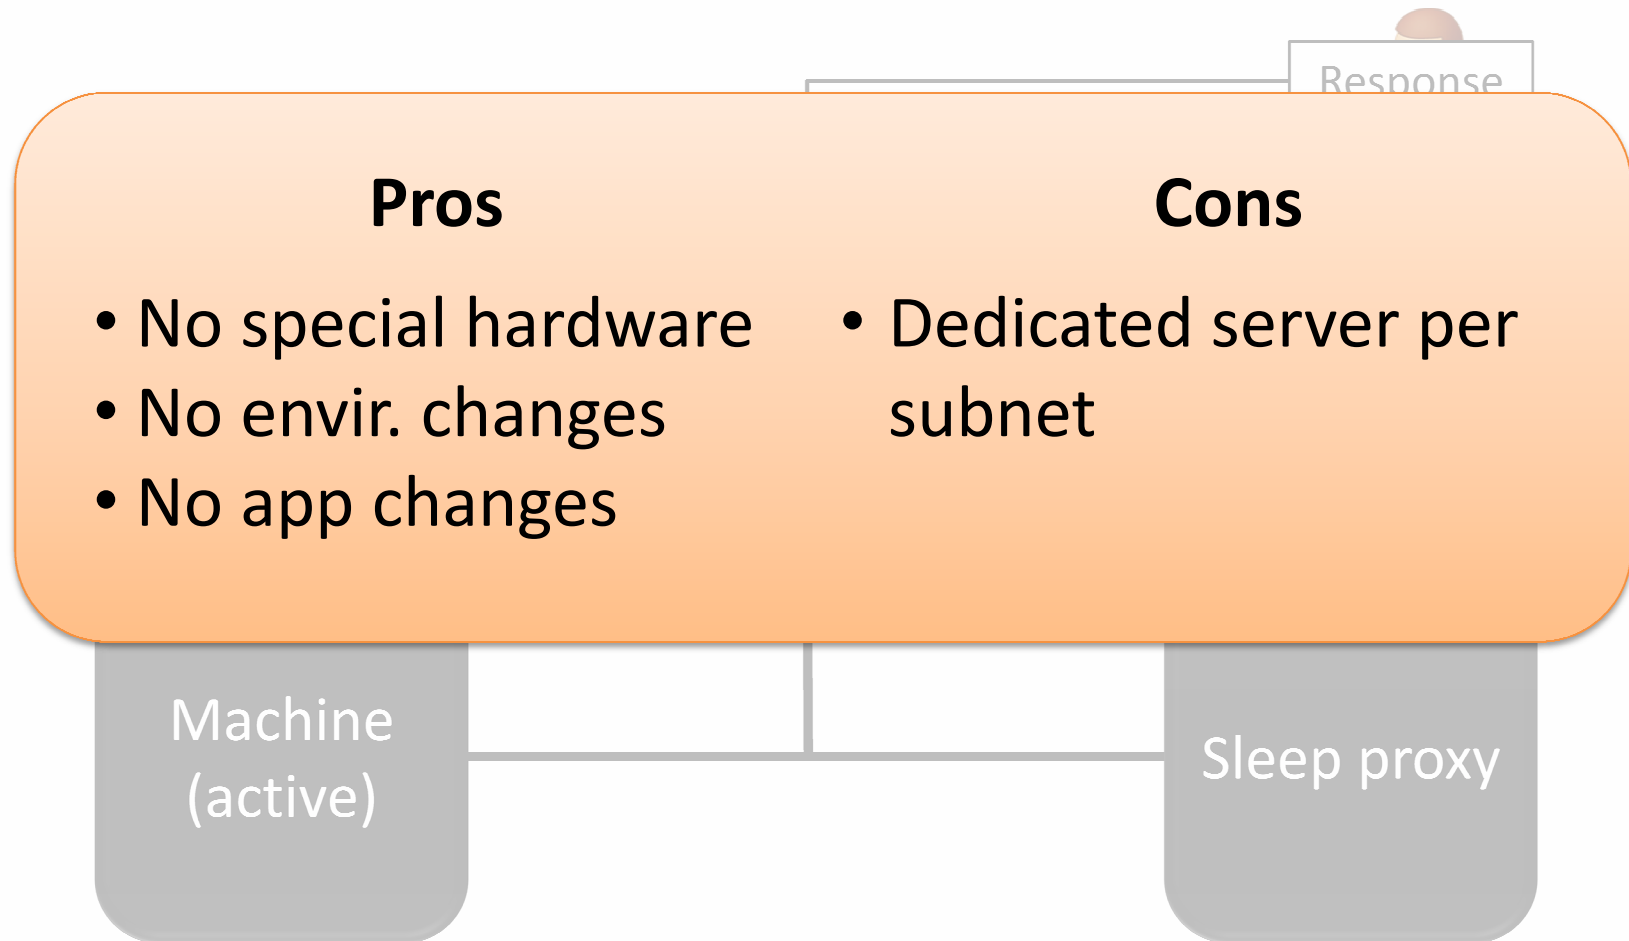 Response
Pros
Cons
• No special hardware
• No envir. changes
• No app changes
• Dedicated server per
subnet
Machine
(active)
Sleep proxy